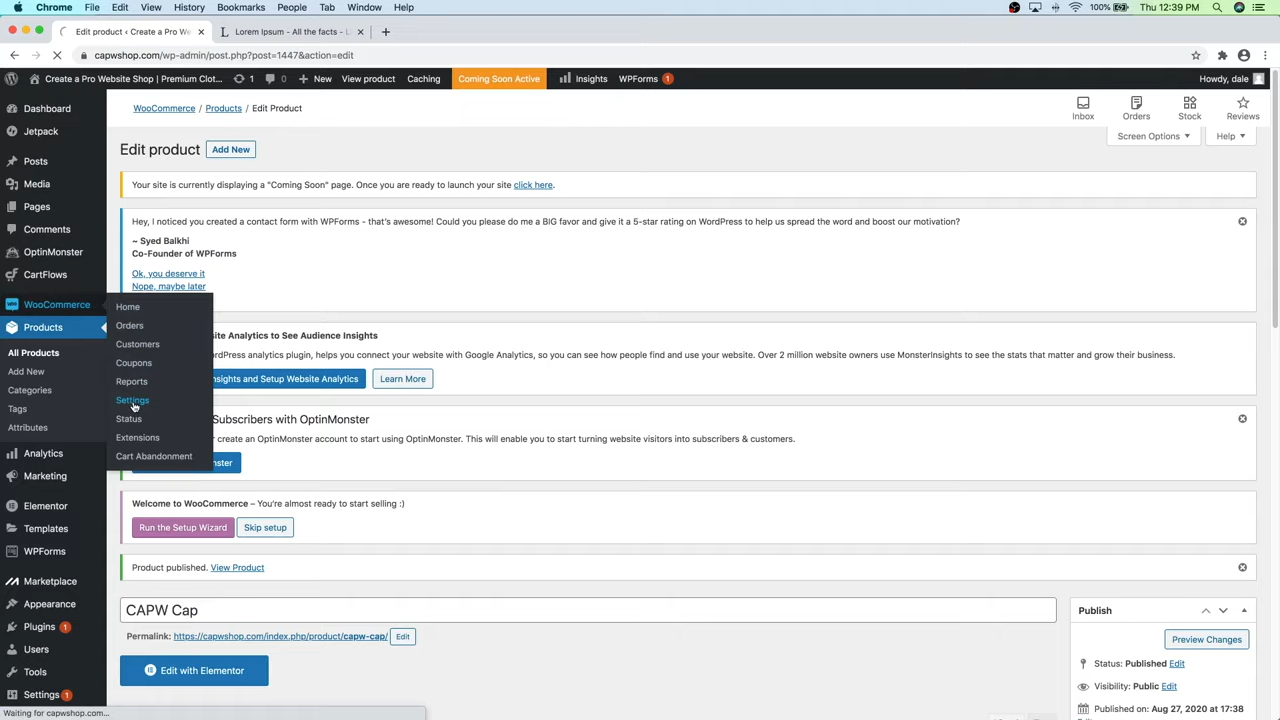 Chrome File Edit View History Bookmarks People Tab Window Help 100% Thu 12:39 PM
Edit product ‹ Create a Pro We
Lorem Ipsum - All the facts - L
capwshop.com/wp-admin/post.php?post=1447&action=edit
Create a Pro Website Shop | Premium Clot... 1 0 + New View product Caching Coming Soon Active Insights WPForms 1 Howdy, dale
WooCommerce / Products / Edit Product
Inbox Orders Stock Reviews
Screen Options Help
Edit product Add New
Your site is currently displaying a "Coming Soon" page. Once you are ready to launch your site click here.
Hey, I noticed you created a contact form with WPForms - that's awesome! Could you please do me a BIG favor and give it a 5-star rating on WordPress to help us spread the word and boost our motivation?
~ Syed Balkhi
Co-Founder of WPForms
Ok, you deserve it
Nope, maybe later
site Analytics to See Audience Insights
rdPress analytics plugin, helps you connect your website with Google Analytics, so you can see how people find and use your website. Over 2 million website owners use MonsterInsights to see the stats that matter and grow their business.
nsights and Setup Website Analytics Learn More
Subscribers with OptinMonster
r create an OptinMonster account to start using OptinMonster. This will enable you to start turning website visitors into subscribers & customers.
nster
Welcome to WooCommerce – You're almost ready to start selling :)
Run the Setup Wizard Skip setup
Product published. View Product
CAPW Cap
Permalink: https://capwshop.com/index.php/product/capw-cap/ Edit
Edit with Elementor
Publish
Preview Changes
Status: Published Edit
Visibility: Public Edit
Published on: Aug 27, 2020 at 17:38
Dashboard
Jetpack
Posts
Media
Pages
Comments
OptinMonster
CartFlows
WooCommerce
Products
All Products
Add New
Categories
Tags
Attributes
Analytics
Marketing
Elementor
Templates
WPForms
Marketplace
Appearance
Plugins 1
Users
Tools
Settings 1
Home
Orders
Customers
Coupons
Reports
Settings
Status
Extensions
Cart Abandonment
Waiting for capwshop.com...